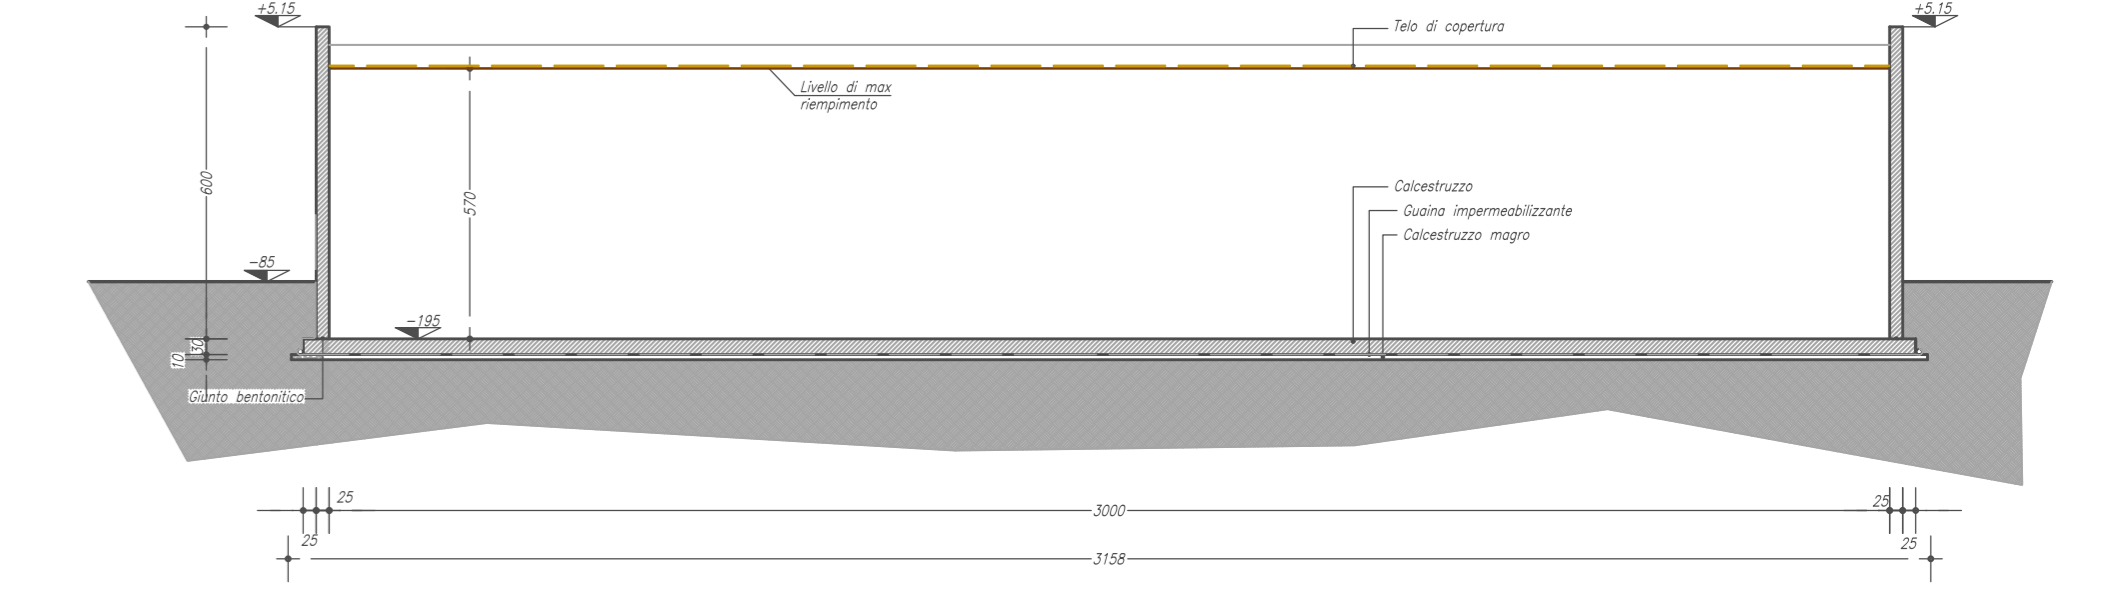 +5.15
+5.15
Telo di copertura
Livello di max
riempimento
600
570
Calcestruzzo
Guaina impermeabilizzante
Calcestruzzo magro
-85
-195
30
10
Giunto bentonitico
25
3000
25
25
25
3158